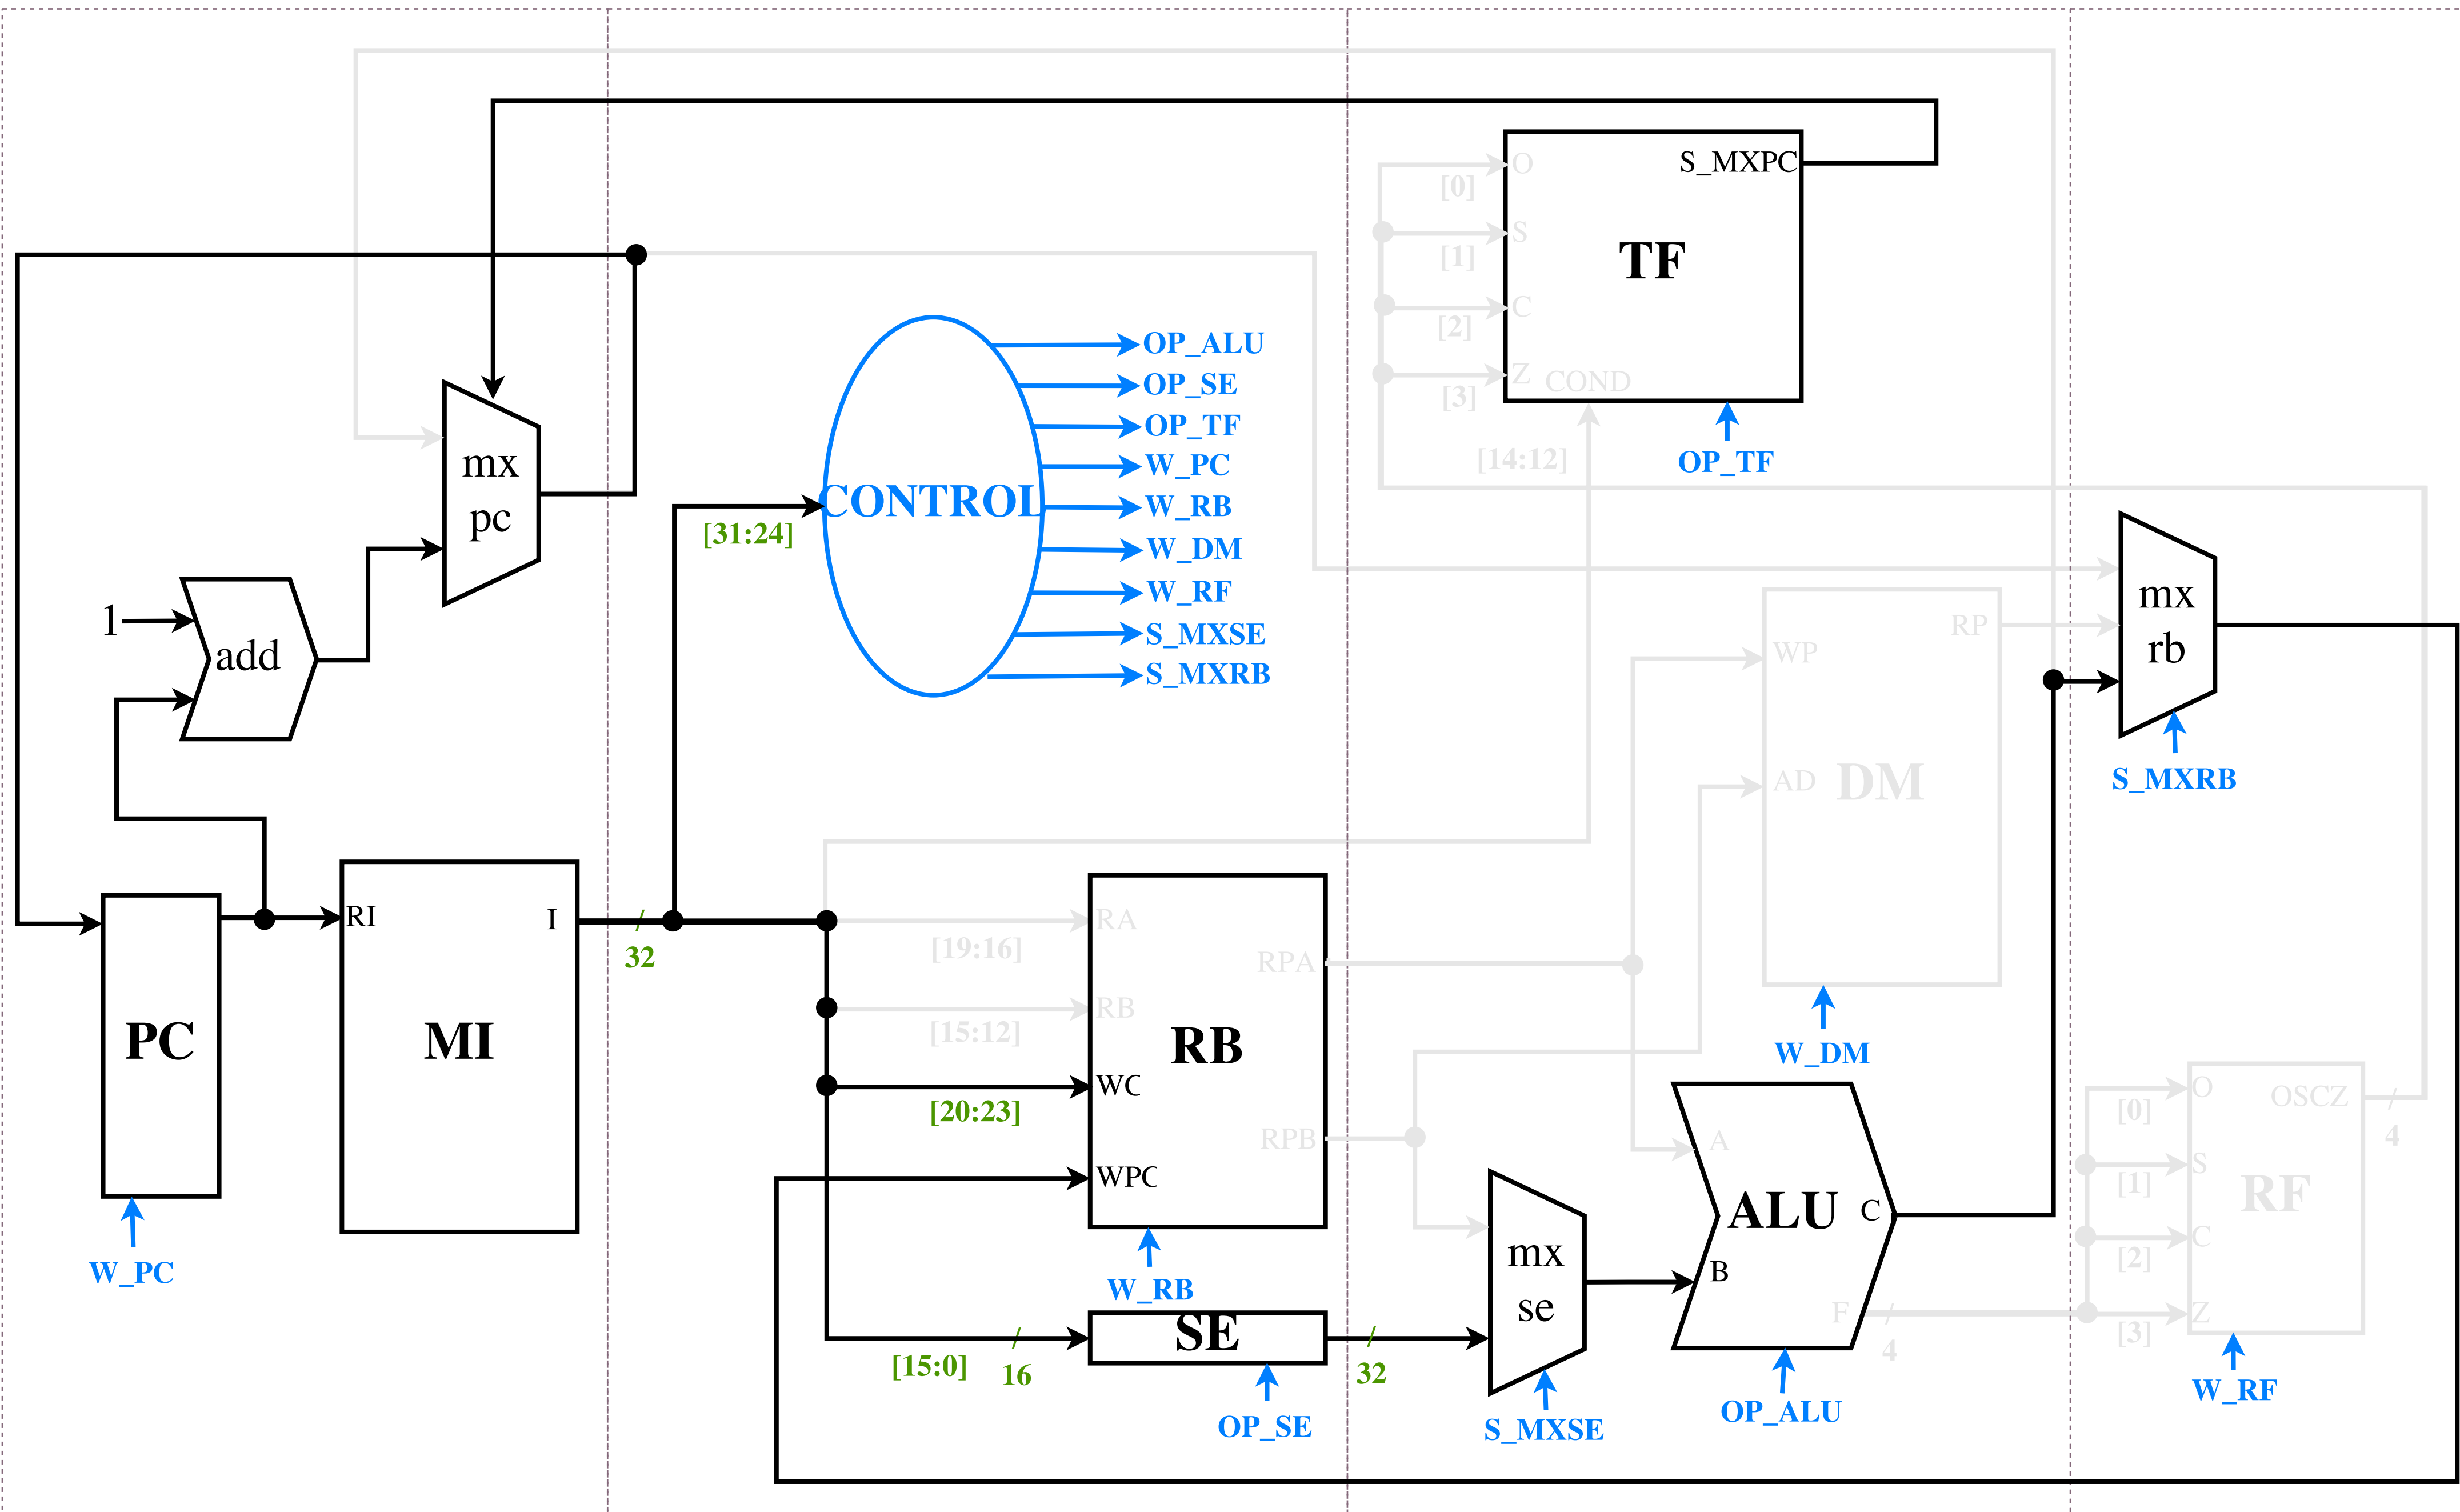 S_MXPC
O
[0]
S
[1]
TF
C
[2]
Z
COND
[3]
[14:12]
OP_TF
OP_ALU
OP_SE
OP_TF
W_PC
W_RB
W_DM
W_RF
S_MXSE
S_MXRB
CONTROL
[31:24]
mx
pc
1
add
mx
rb
S_MXRB
RP
WP
AD
DM
W_DM
PC
W_PC
RI
I
MI
32
RA
[19:16]
RB
[15:12]
WC
[20:23]
WPC
RPA
RPB
RB
W_RB
SE
[15:0]
16
OP_SE
32
mx
se
S_MXSE
A
B
ALU
C
F
4
OP_ALU
O
[0]
S
[1]
C
[2]
Z
[3]
OSCZ
4
RF
W_RF